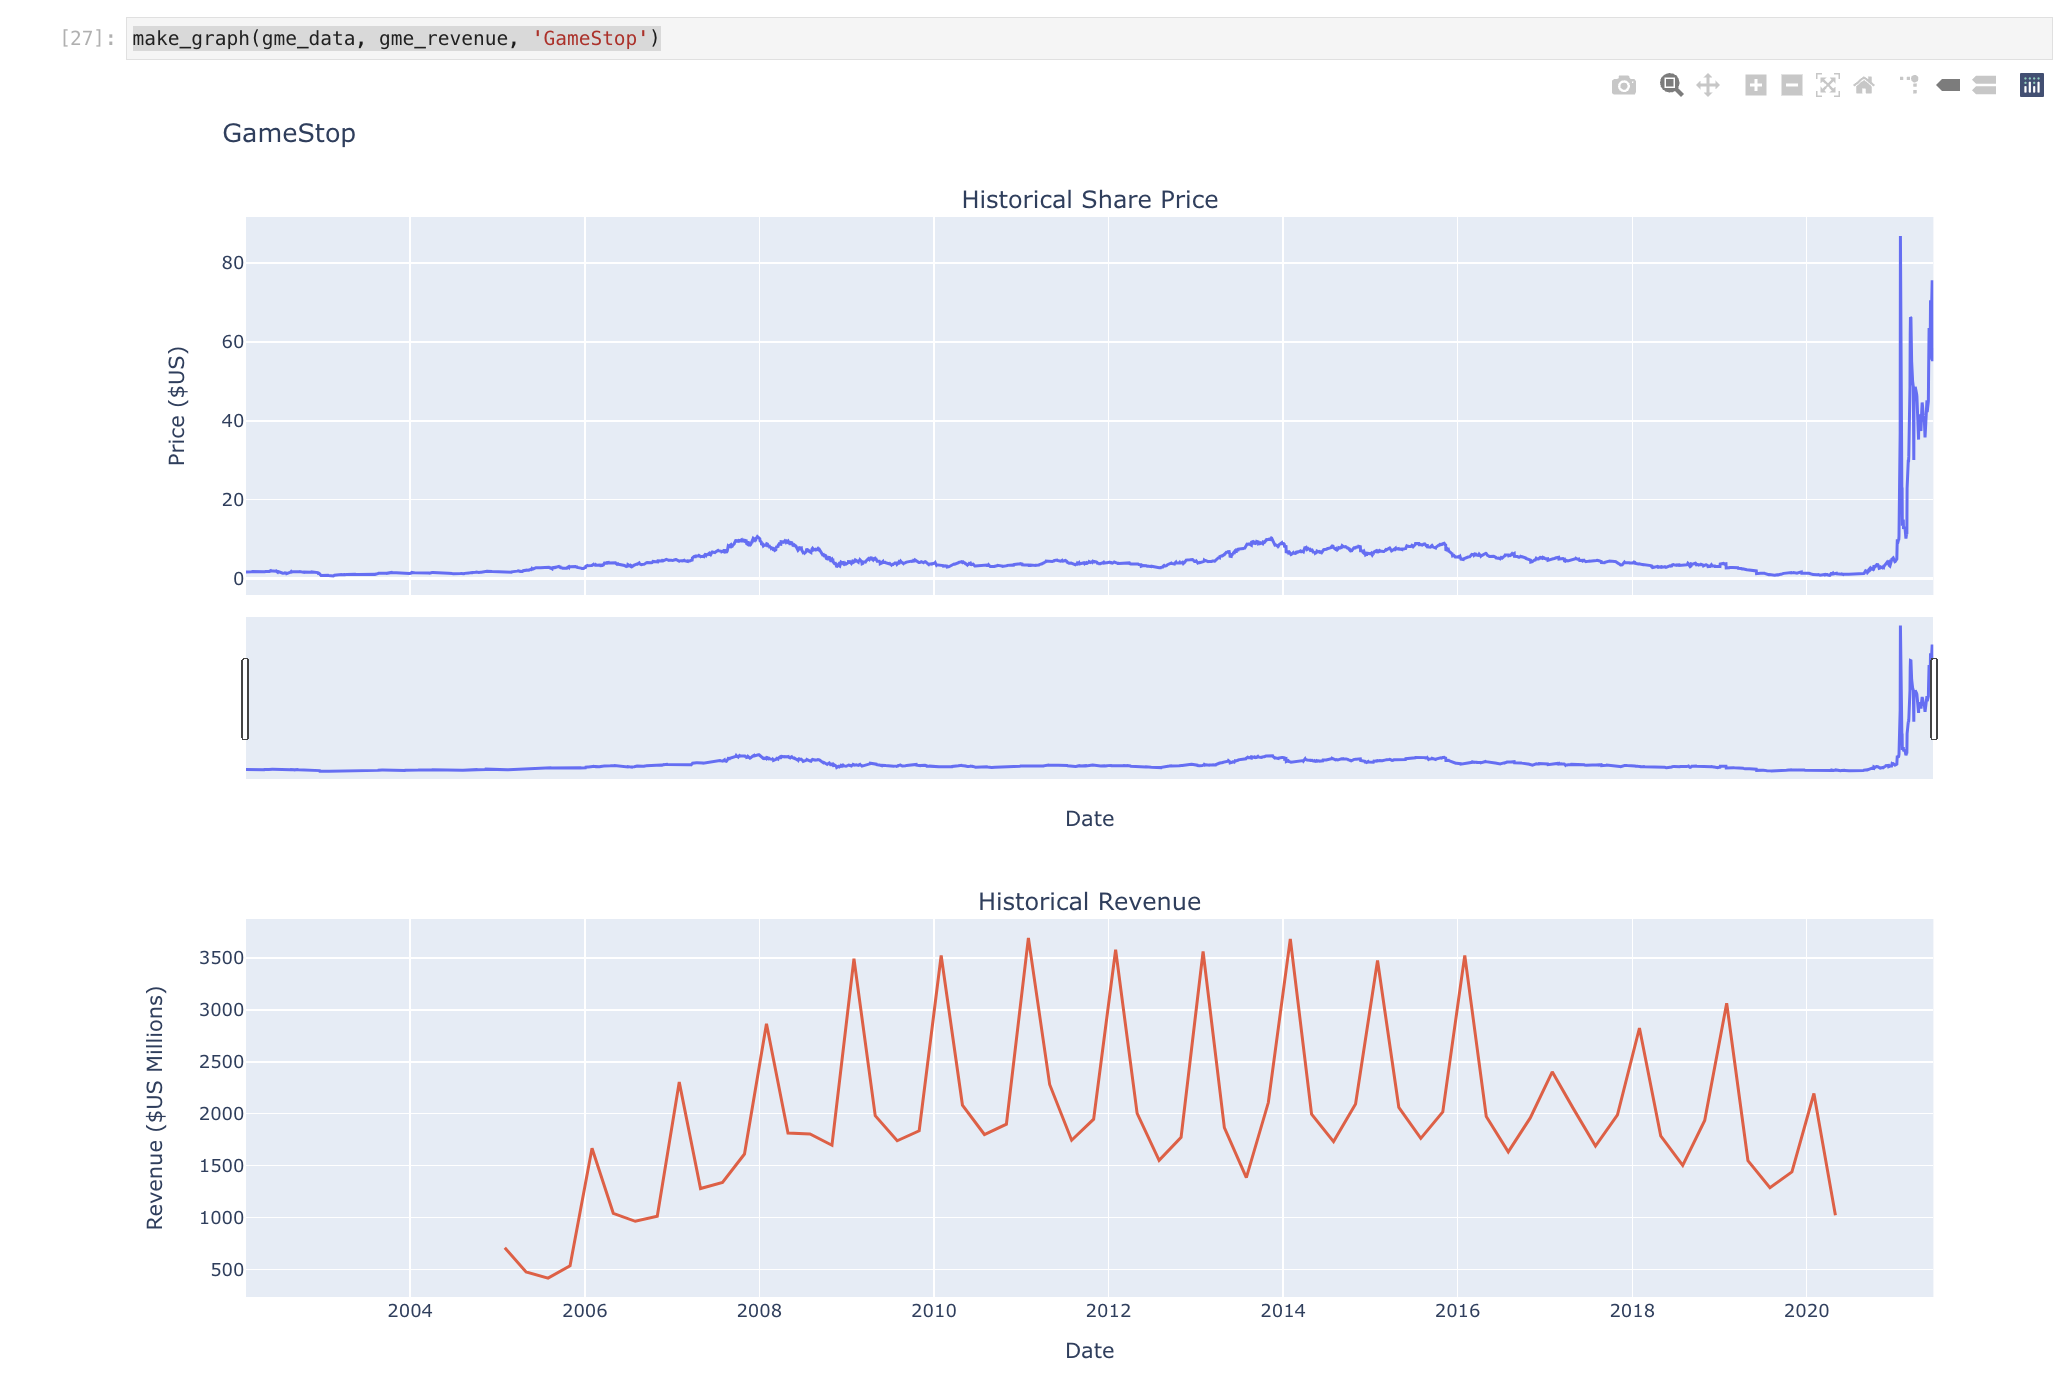 [27]: make_graph(gme_data, gme_revenue, 'GameStop')
GameStop
Historical Share Price
80
60
40
20
0
Price ($US)
Date
Historical Revenue
3500
3000
2500
2000
1500
1000
500
Revenue ($US Millions)
2004 2006 2008 2010 2012 2014 2016 2018 2020
Date